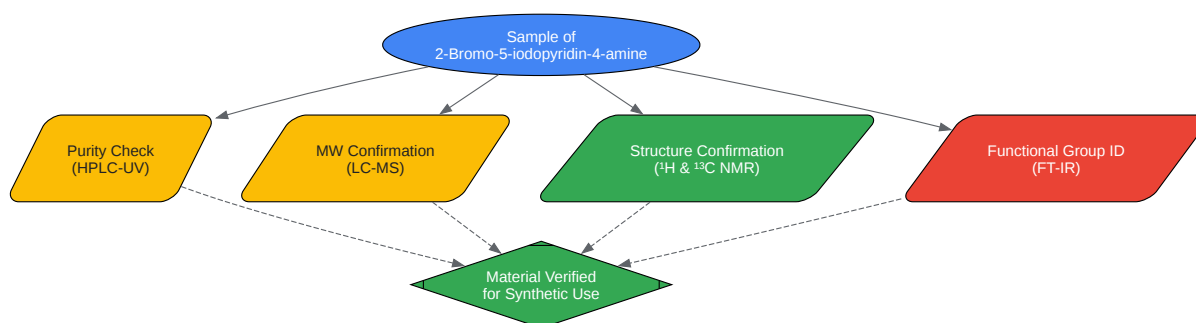 Sample of
2-Bromo-5-iodopyridin-4-amine
Purity Check
(HPLC-UV)
MW Confirmation
(LC-MS)
Structure Confirmation
(¹H & ¹³C NMR)
Functional Group ID
(FT-IR)
Material Verified
for Synthetic Use